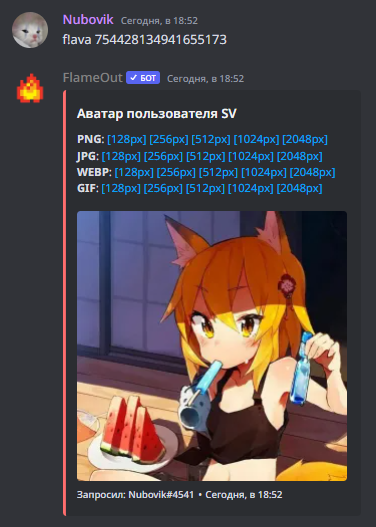 Nubovik Сегодня, в 18:52
flava 754428134941655173
FlameOut ✓ БОТ Сегодня, в 18:52
Аватар пользователя SV
PNG: [128px] [256px] [512px] [1024px] [2048px]
JPG: [128px] [256px] [512px] [1024px] [2048px]
WEBP: [128px] [256px] [512px] [1024px] [2048px]
GIF: [128px] [256px] [512px] [1024px] [2048px]
Запросил: Nubovik#4541 • Сегодня, в 18:52